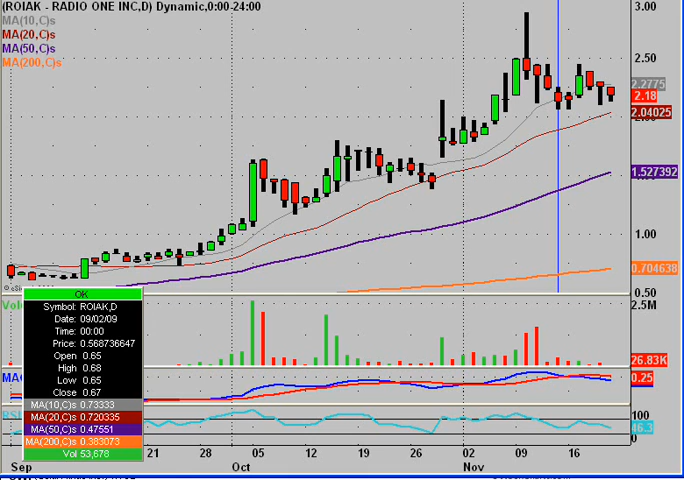 (ROIAK - RADIO ONE INC,D) Dynamic,0:00-24:00
MA(10,C)s
MA(20,C)s
MA(50,C)s
MA(200,C)s
3.00
2.50
2.2775
2.18
2.04025
1.527392
1.00
0.704638
0.50
OK
Symbol: ROIAK,D
Date: 09/02/09
Time: 00:00
Price: 0.568736647
Open 0.65
High 0.68
Low 0.65
Close 0.67
MA(10,C)s 0.73333
MA(20,C)s 0.720335
MA(50,C)s 0.47551
MA(200,C)s 0.383073
Vol 53,678
2.5M
26.83K
0.25
100
46.3
0
21 28 05 12 19 26 02 09 16
Sep Oct Nov